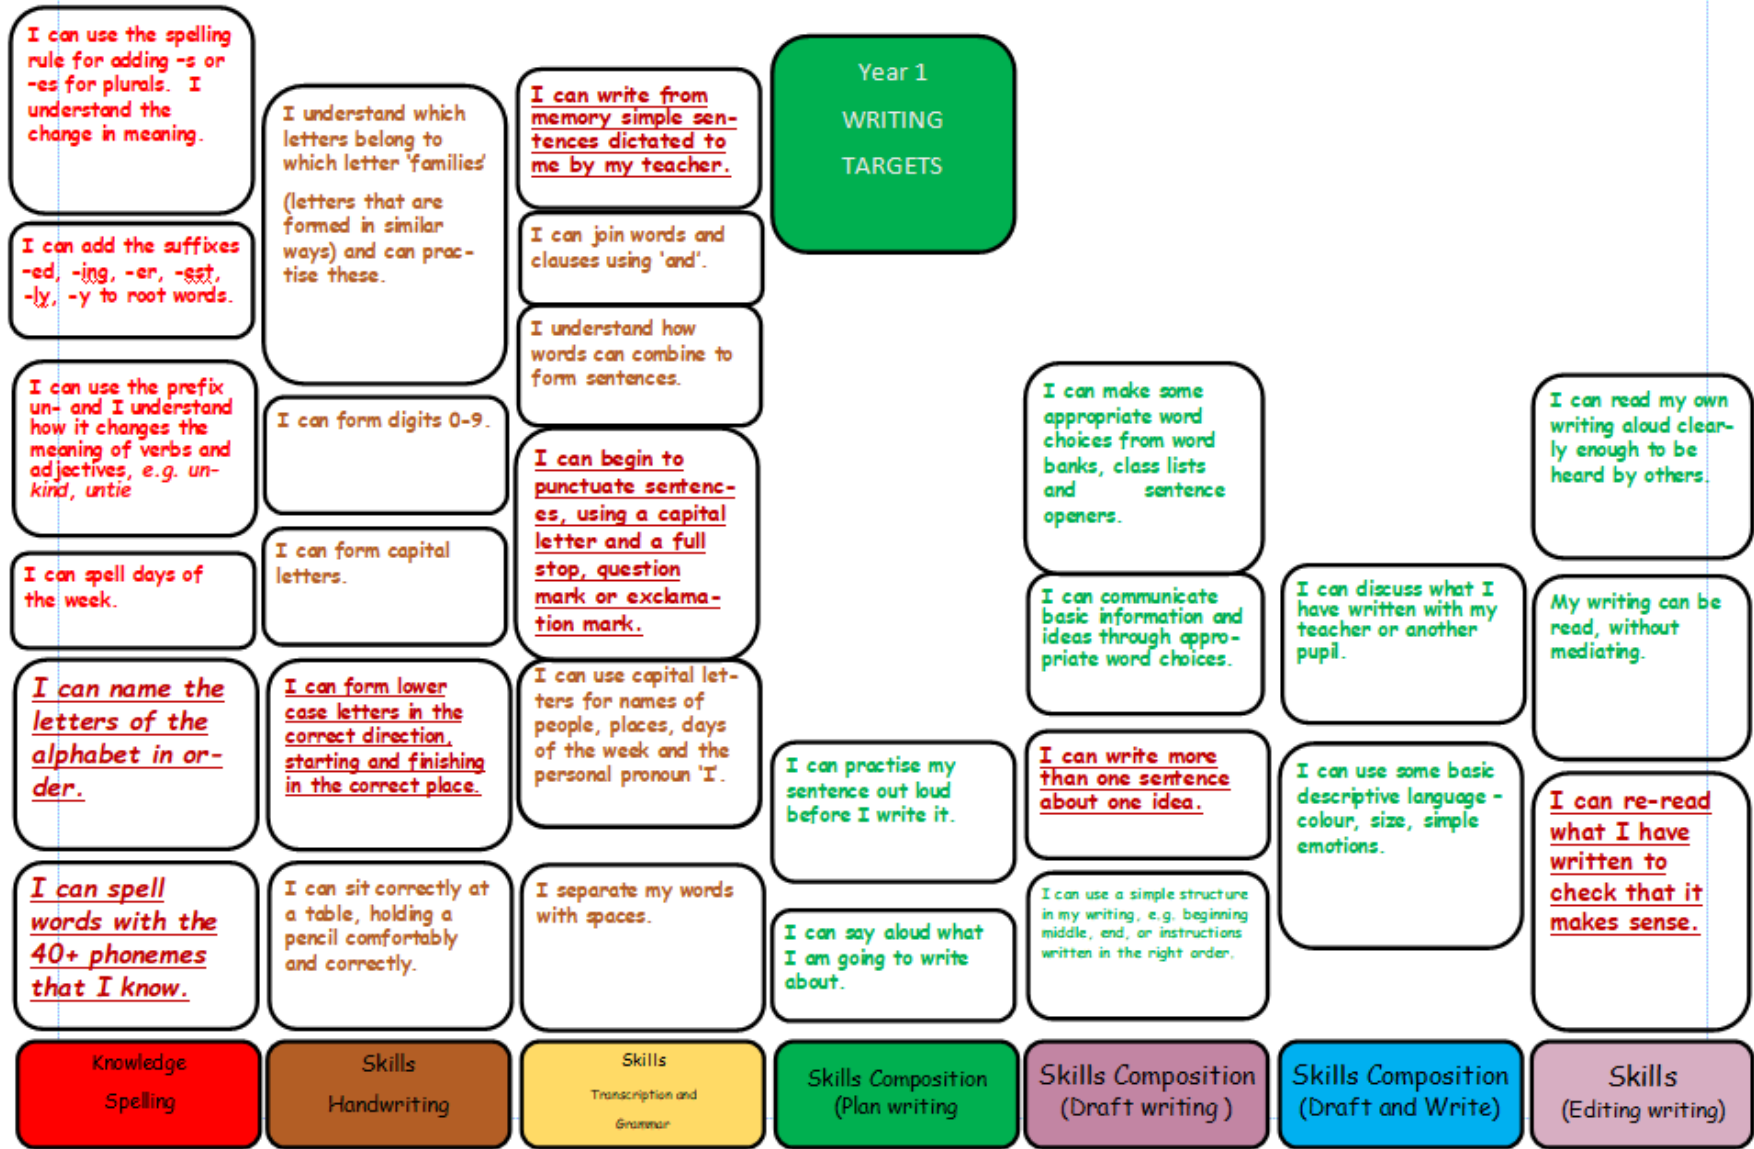 I can use the spelling
rule for adding –s or
-es for plurals. I
understand the
change in meaning.
I can add the suffixes
-ed, -ing, -er, -est,
-ly, -y to root words.
I can use the prefix
un- and I understand
how it changes the
meaning of verbs and
adjectives, e.g. un-
kind, untie
I can spell days of
the week.
I can name the
letters of the
alphabet in or-
der.
I can spell
words with the
40+ phonemes
that I know.
Knowledge
Spelling
I understand which
letters belong to
which letter ‘families’
(letters that are
formed in similar
ways) and can prac-
tise these.
I can form digits 0-9.
I can form capital
letters.
I can form lower
case letters in the
correct direction,
starting and finishing
in the correct place.
I can sit correctly at
a table, holding a
pencil comfortably
and correctly.
Skills
Handwriting
I can write from
memory simple sen-
tences dictated to
me by my teacher.
I can join words and
clauses using ‘and’.
I understand how
words can combine to
form sentences.
I can begin to
punctuate sentenc-
es, using a capital
letter and a full
stop, question
mark or exclama-
tion mark.
I can use capital let-
ters for names of
people, places, days
of the week and the
personal pronoun ‘I’.
I separate my words
with spaces.
Skills
Transcription and
Grammar
Year 1
WRITING
TARGETS
I can practise my
sentence out loud
before I write it.
I can say aloud what
I am going to write
about.
Skills Composition
(Plan writing
I can make some
appropriate word
choices from word
banks, class lists
and sentence
openers.
I can communicate
basic information and
ideas through appro-
priate word choices.
I can write more
than one sentence
about one idea.
I can use a simple structure
in my writing, e.g. beginning
middle, end, or instructions
written in the right order.
Skills Composition
(Draft writing )
I can discuss what I
have written with my
teacher or another
pupil.
I can use some basic
descriptive language –
colour, size, simple
emotions.
Skills Composition
(Draft and Write)
I can read my own
writing aloud clear-
ly enough to be
heard by others.
My writing can be
read, without
mediating.
I can re-read
what I have
written to
check that it
makes sense.
Skills
(Editing writing)